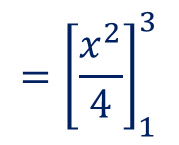 = [x²/4]₁³